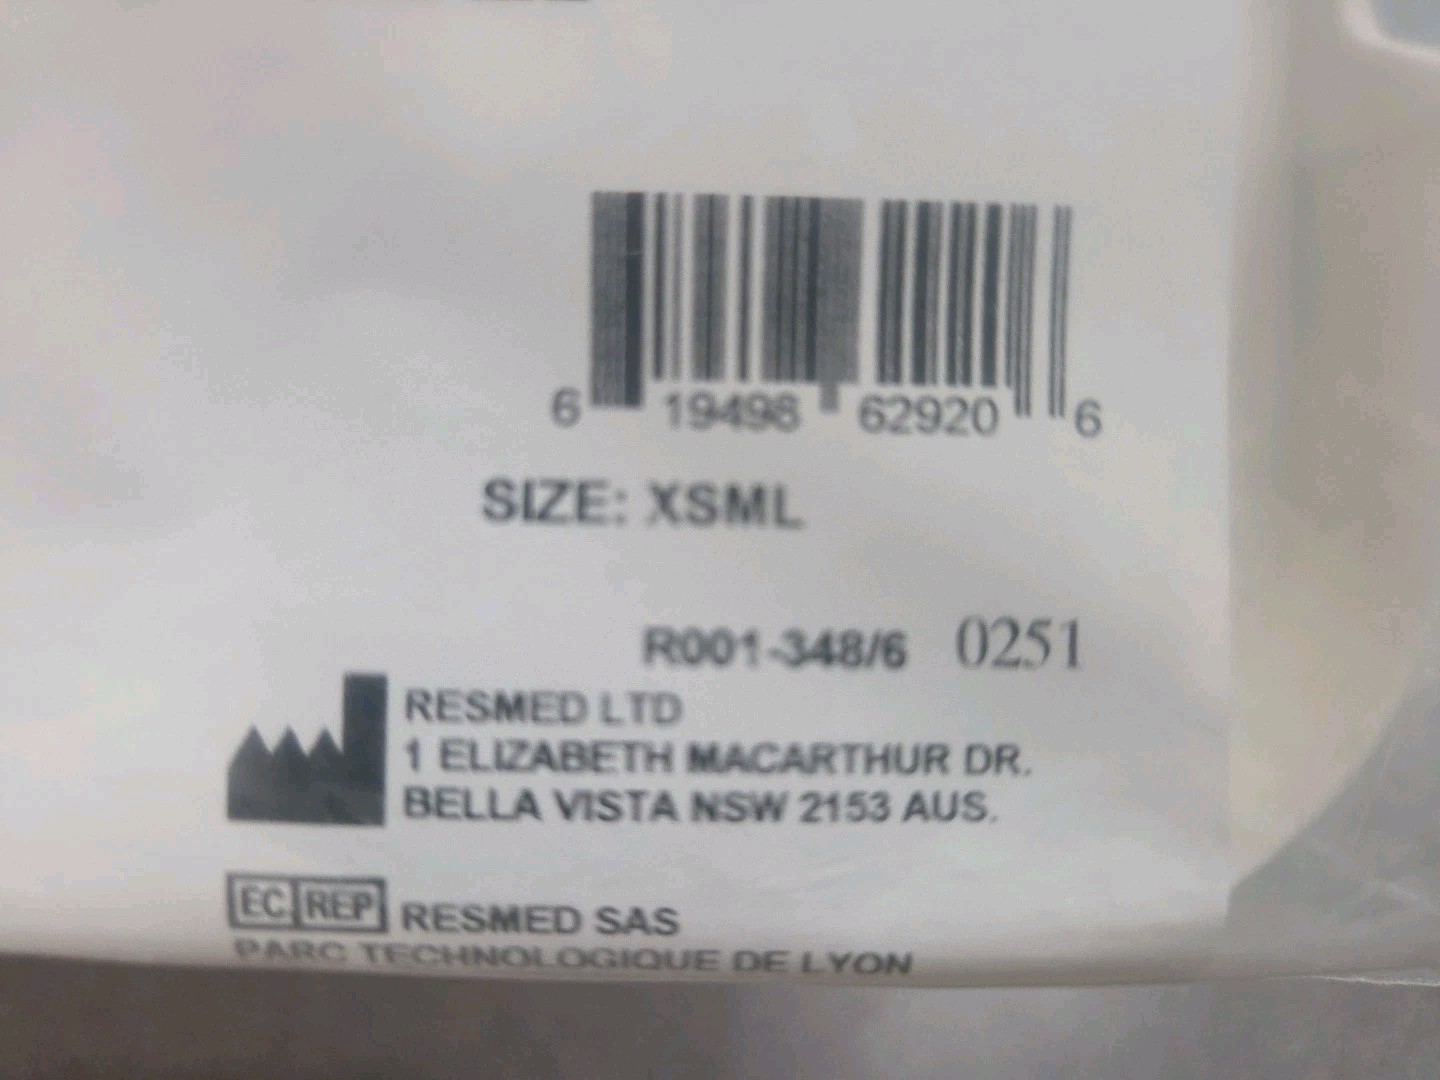 6 19498 62920 6
SIZE: XSML
R001-348/6 0251
RESMED LTD
1 ELIZABETH MACARTHUR DR.
BELLA VISTA NSW 2153 AUS.
EC REP RESMED SAS
PARC TECHNOLOGIQUE DE LYON